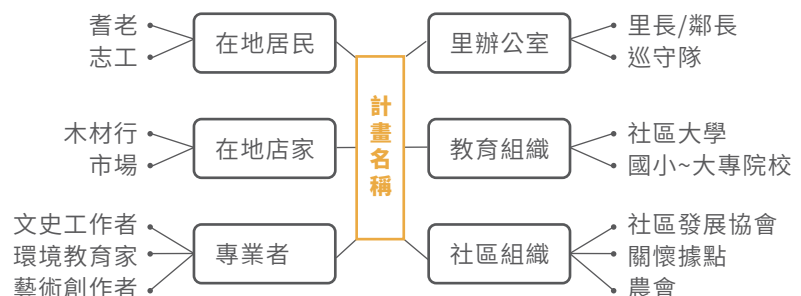 耆老
志工
在地居民
里辦公室
里長/鄰長
巡守隊
計畫名稱
木材行
市場
在地店家
教育組織
社區大學
國小~大專院校
文史工作者
環境教育家
藝術創作者
專業者
社區組織
社區發展協會
關懷據點
農會